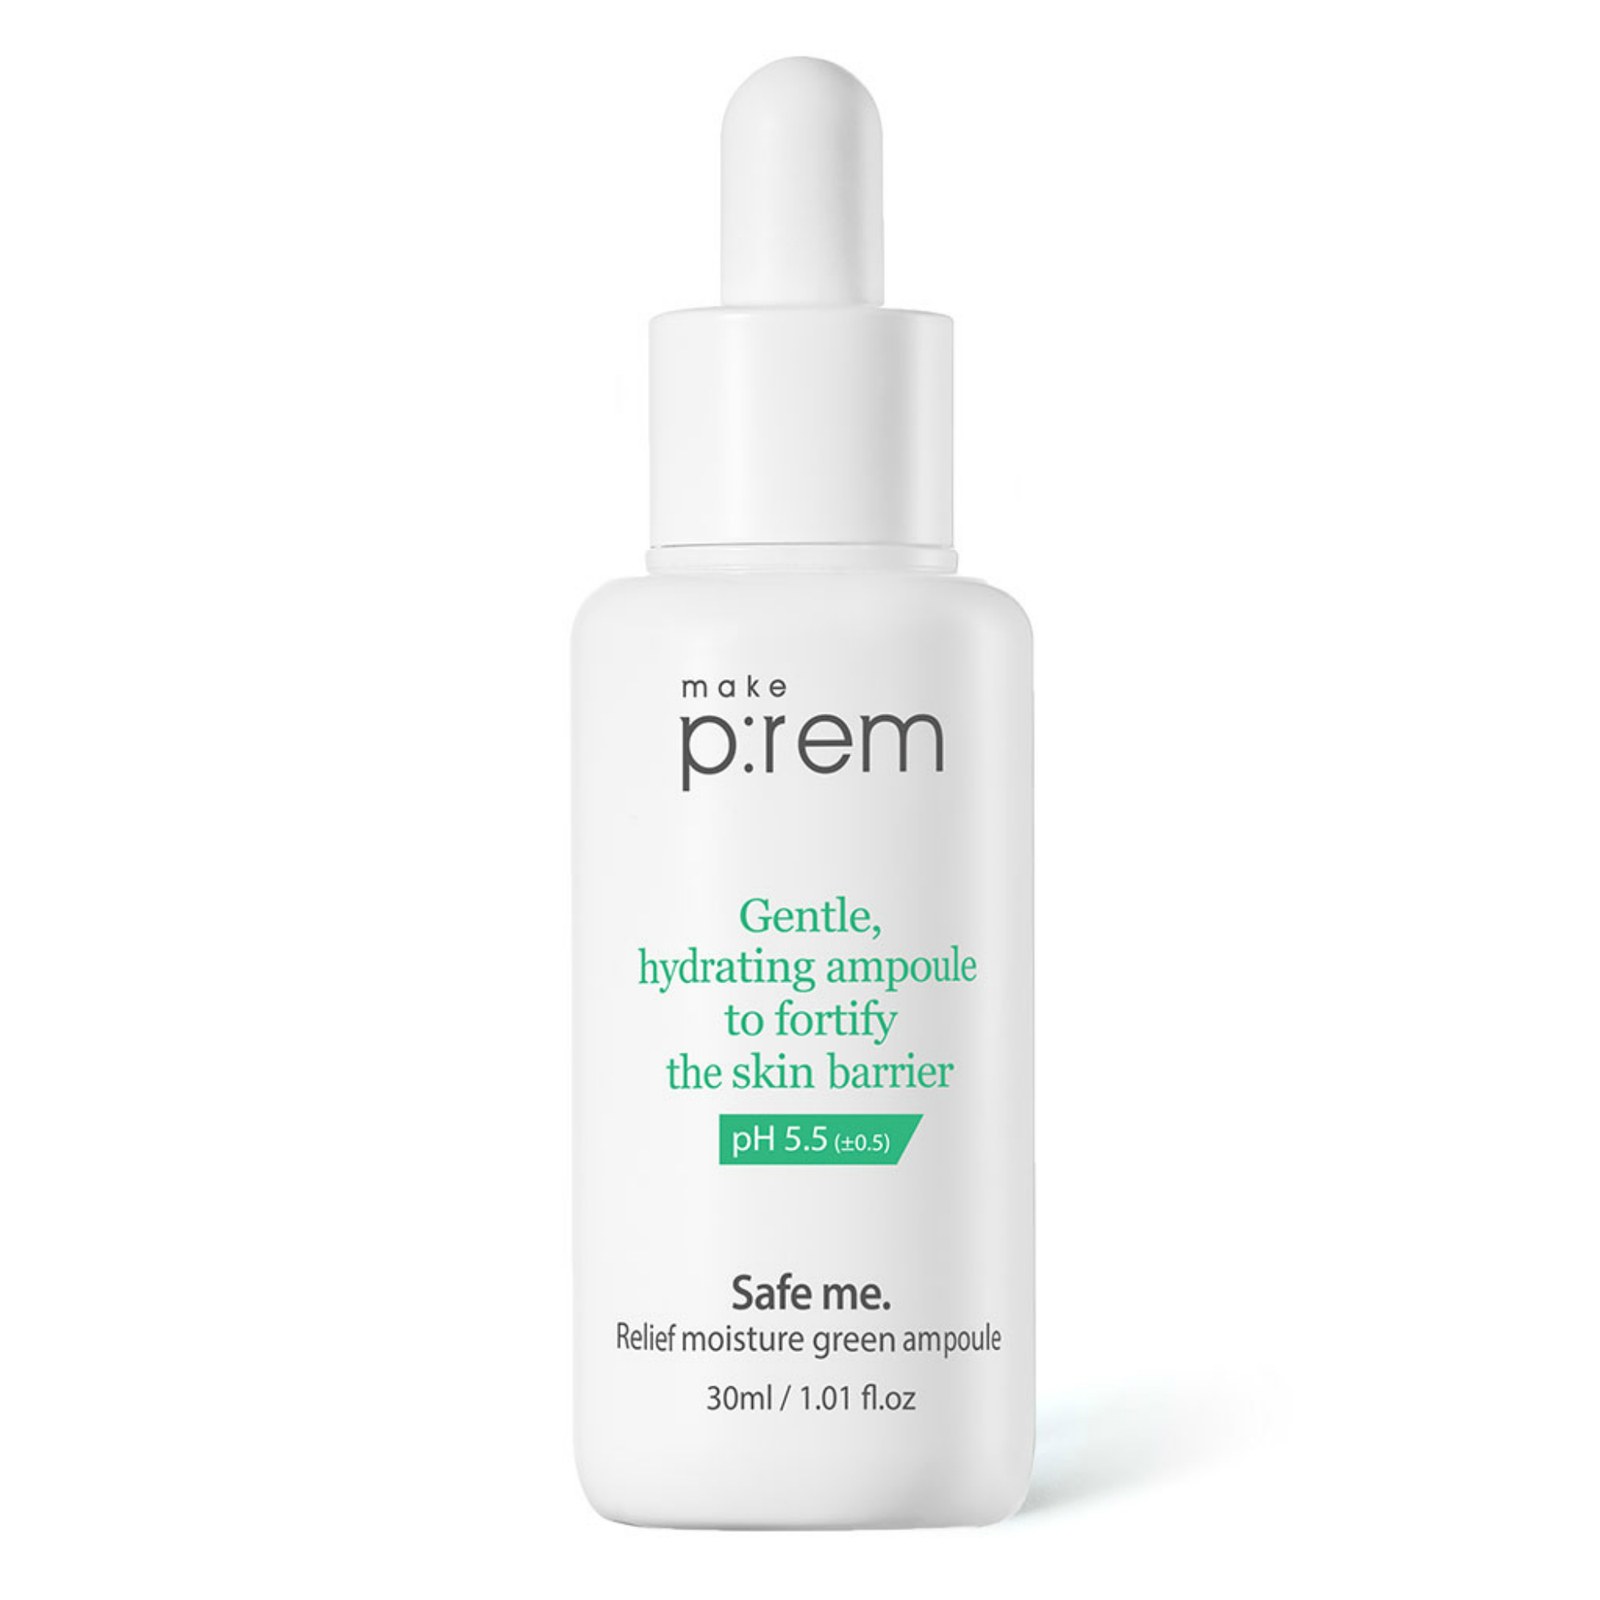 make
p:rem
Gentle,
hydrating ampoule
to fortify
the skin barrier
pH 5.5 (±0.5)
Safe me.
Relief moisture green ampoule
30ml / 1.01 fl.oz